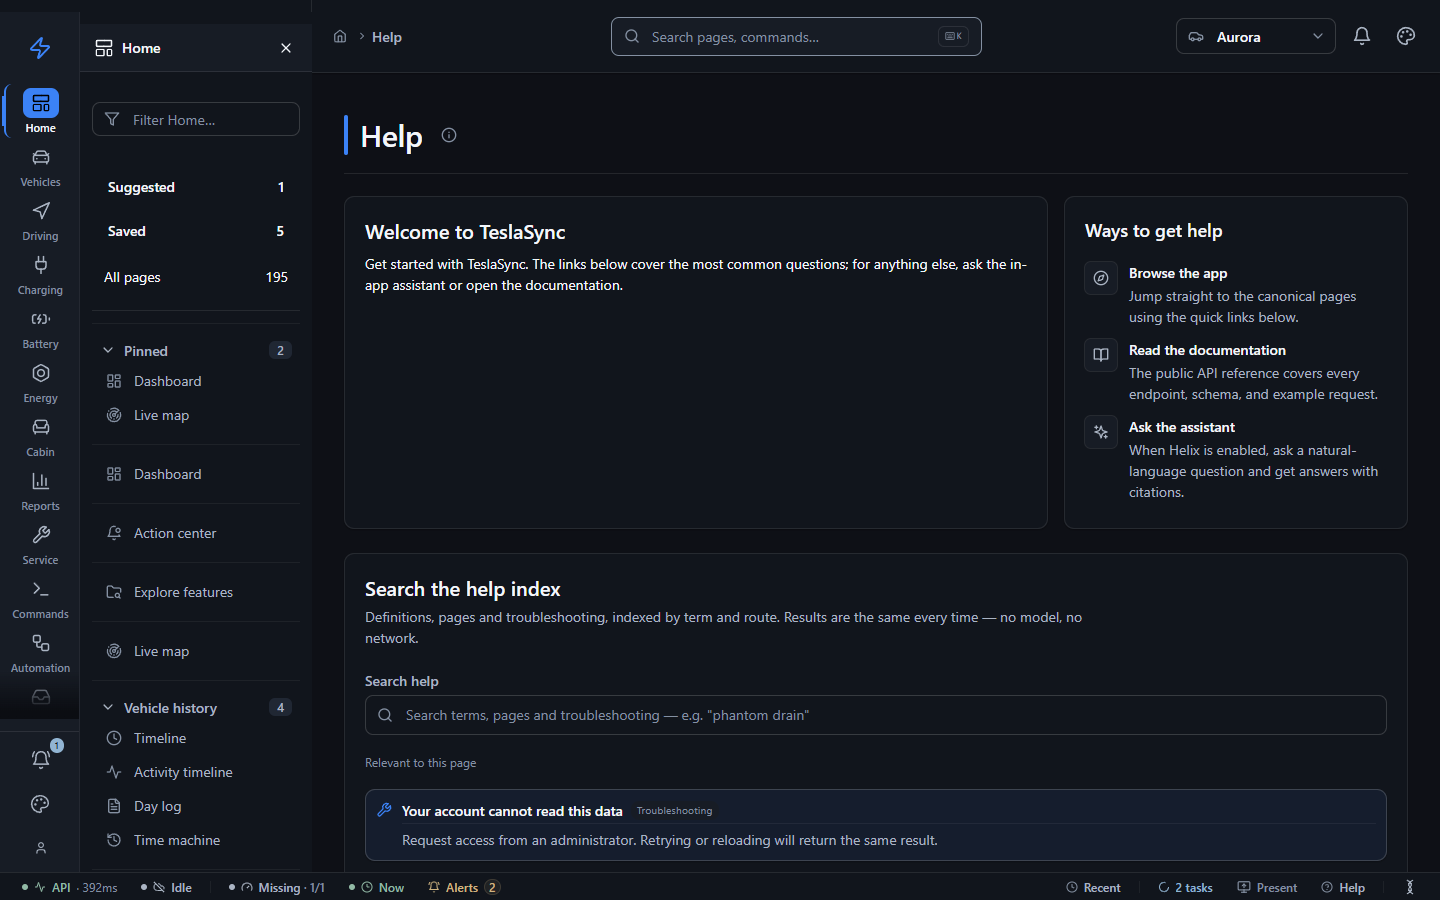 Home
Help
Search pages, commands...
K
Aurora
Home
Vehicles
Driving
Charging
Battery
Energy
Cabin
Reports
Service
Commands
Automation
1
Filter Home...
Suggested 1
Saved 5
All pages 195
Pinned 2
Dashboard
Live map
Dashboard
Action center
Explore features
Live map
Vehicle history 4
Timeline
Activity timeline
Day log
Time machine
Help
Welcome to TeslaSync
Get started with TeslaSync. The links below cover the most common questions; for anything else, ask the in-
app assistant or open the documentation.
Ways to get help
Browse the app
Jump straight to the canonical pages
using the quick links below.
Read the documentation
The public API reference covers every
endpoint, schema, and example request.
Ask the assistant
When Helix is enabled, ask a natural-
language question and get answers with
citations.
Search the help index
Definitions, pages and troubleshooting, indexed by term and route. Results are the same every time — no model, no
network.
Search help
Search terms, pages and troubleshooting — e.g. "phantom drain"
Relevant to this page
Your account cannot read this data Troubleshooting
Request access from an administrator. Retrying or reloading will return the same result.
API · 392ms Idle Missing · 1/1 Now Alerts 2 Recent 2 tasks Present Help